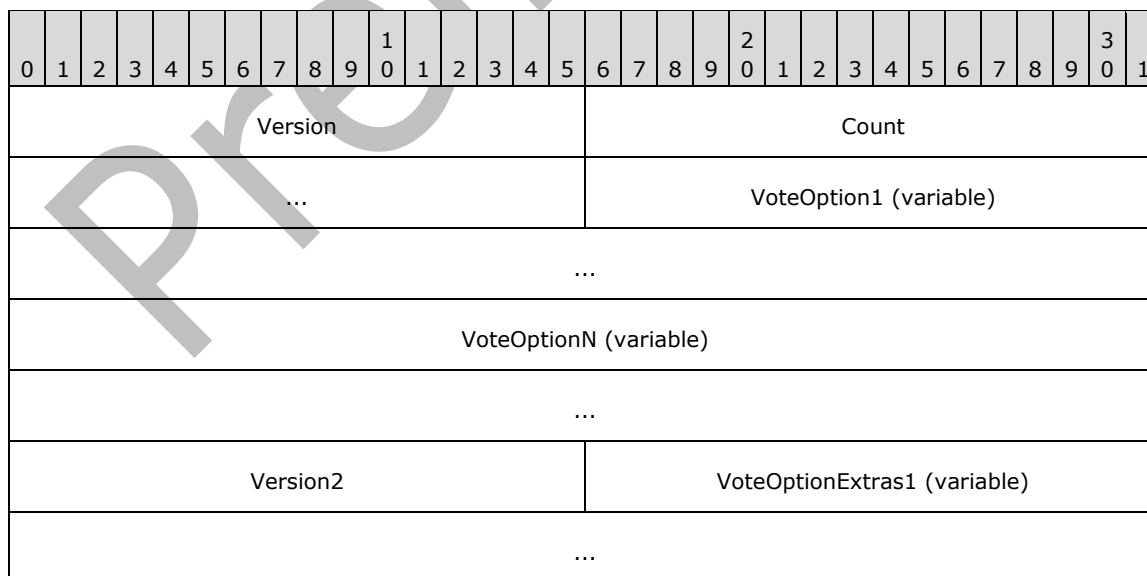 0 1 2 3 4 5 6 7 8 9 1 0 1 2 3 4 5 6 7 8 9 2 0 1 2 3 4 5 6 7 8 9 3 0 1
Version Count
... VoteOption1 (variable)
...
VoteOptionN (variable)
...
Version2 VoteOptionExtras1 (variable)
...